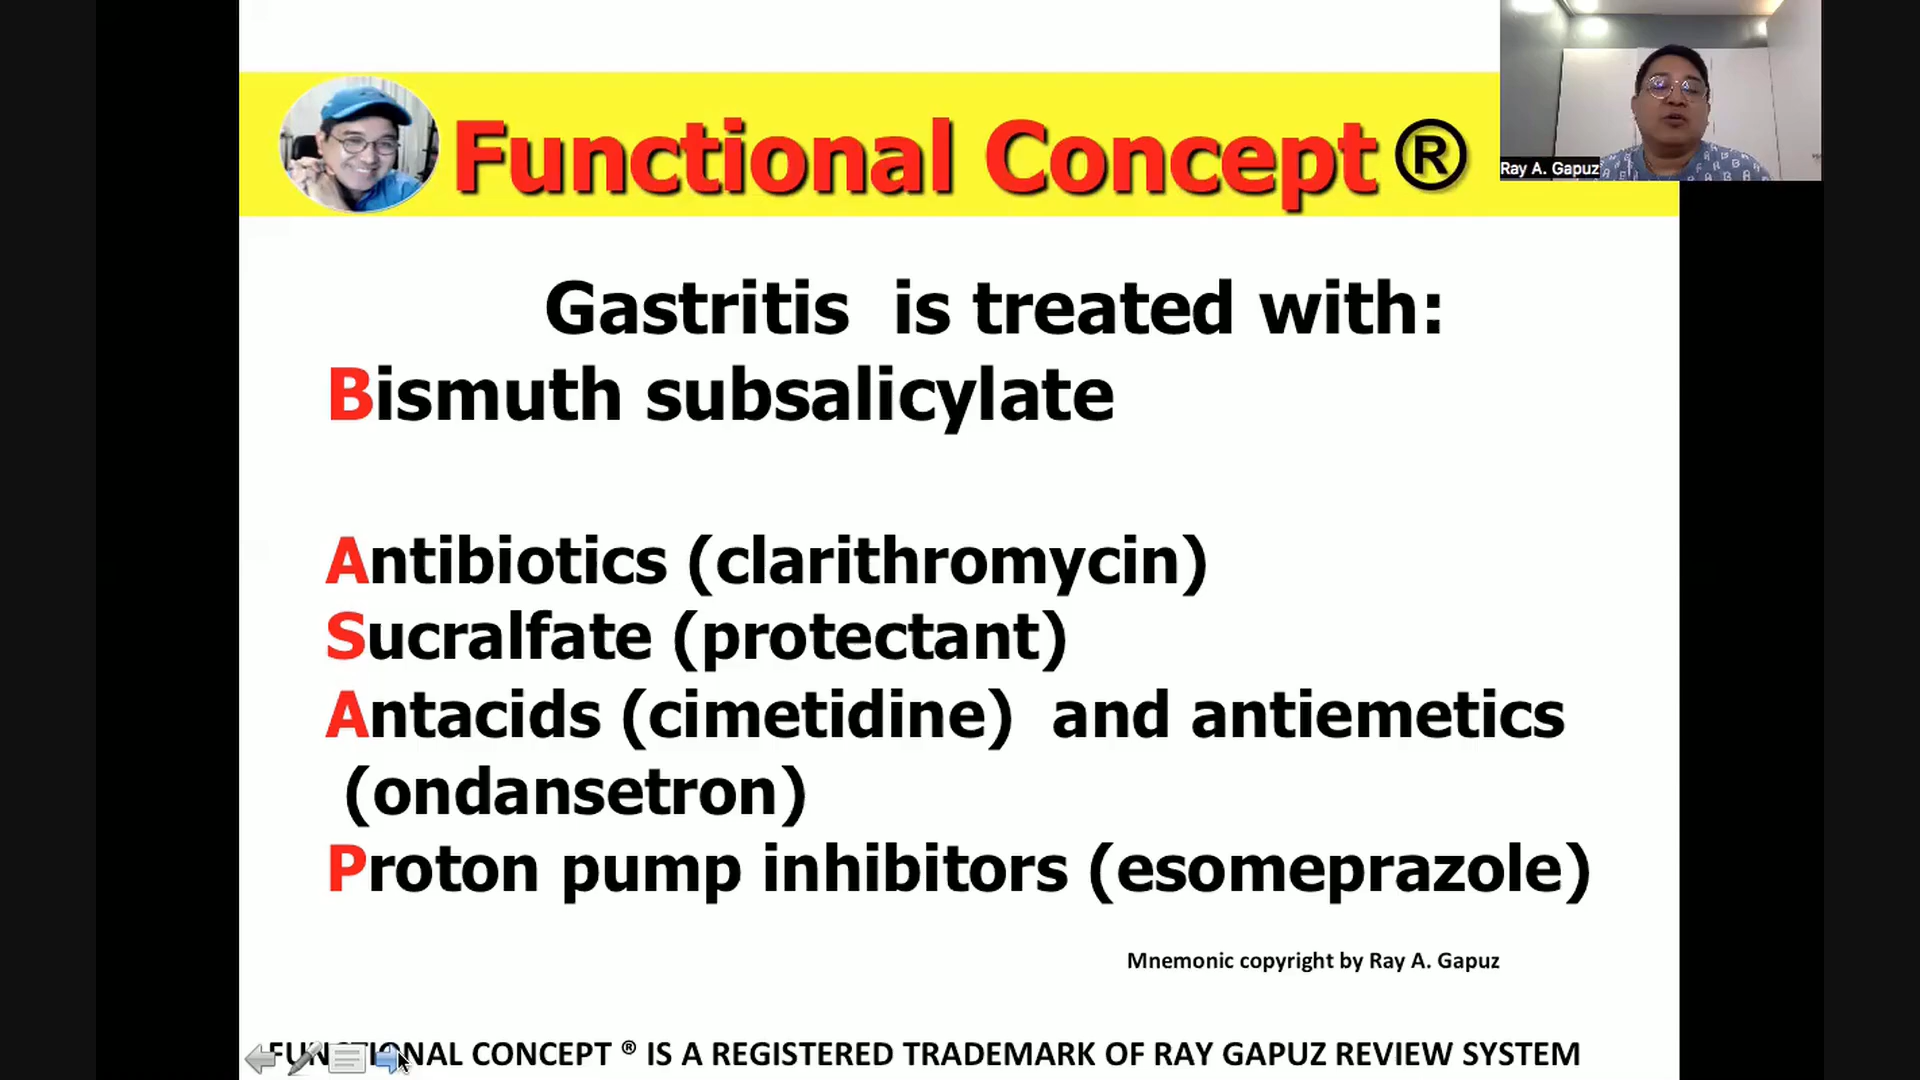 Functional Concept ®
Ray A. Gapuz
Gastritis is treated with:
Bismuth subsalicylate
Antibiotics (clarithromycin)
Sucralfate (protectant)
Antacids (cimetidine) and antiemetics
(ondansetron)
Proton pump inhibitors (esomeprazole)
Mnemonic copyright by Ray A. Gapuz
FUNCTIONAL CONCEPT ® IS A REGISTERED TRADEMARK OF RAY GAPUZ REVIEW SYSTEM